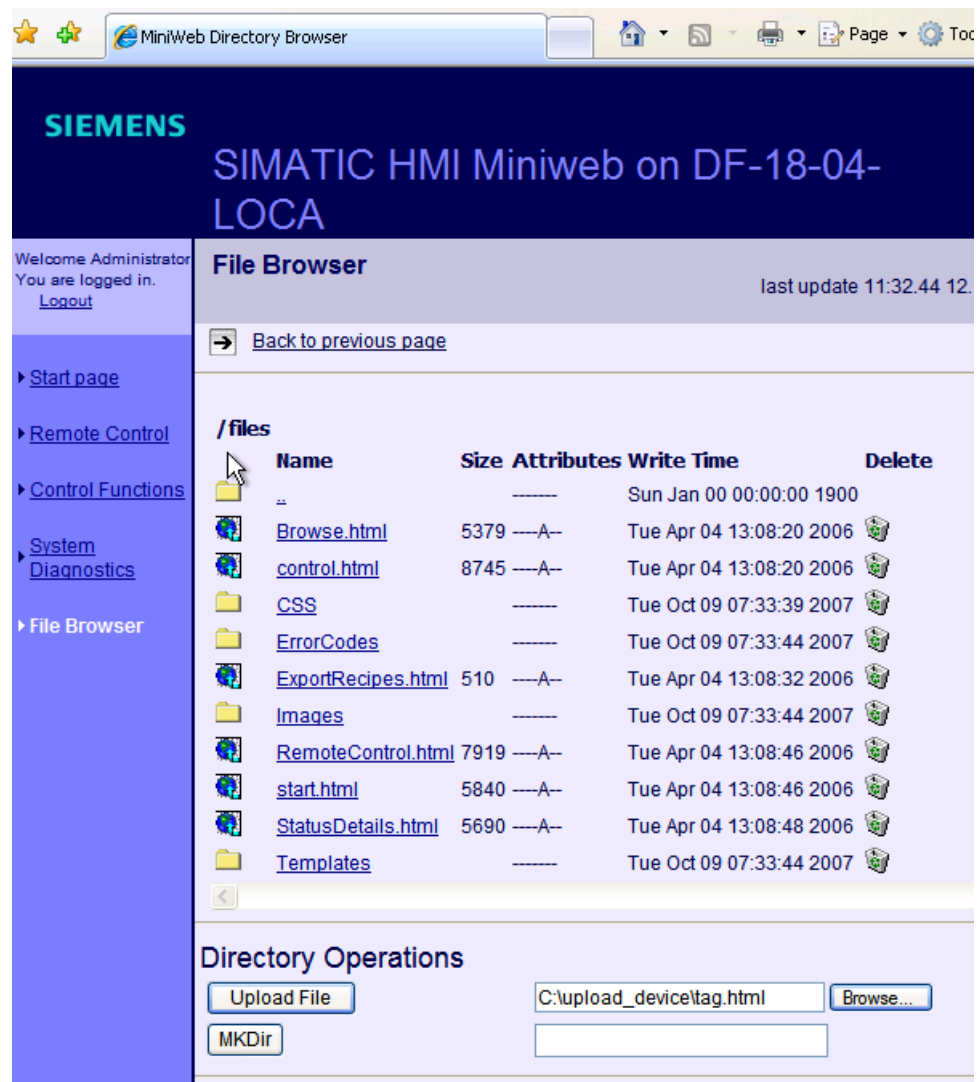 MiniWeb Directory Browser
Page
SIEMENS
SIMATIC HMI Miniweb on DF-18-04-
LOCA
Welcome Administrator
You are logged in.
Logout
File Browser
last update 11:32.44 12.
Back to previous page
Start page
Remote Control
Control Functions
System
Diagnostics
File Browser
/files
Name Size Attributes Write Time Delete
.. ------- Sun Jan 00 00:00:00 1900
Browse.html 5379 ----A-- Tue Apr 04 13:08:20 2006
control.html 8745 ----A-- Tue Apr 04 13:08:20 2006
CSS ------- Tue Oct 09 07:33:39 2007
ErrorCodes ------- Tue Oct 09 07:33:44 2007
ExportRecipes.html 510 ----A-- Tue Apr 04 13:08:32 2006
Images ------- Tue Oct 09 07:33:44 2007
RemoteControl.html 7919 ----A-- Tue Apr 04 13:08:46 2006
start.html 5840 ----A-- Tue Apr 04 13:08:46 2006
StatusDetails.html 5690 ----A-- Tue Apr 04 13:08:48 2006
Templates ------- Tue Oct 09 07:33:44 2007
Directory Operations
Upload File C:\upload_device\tag.html Browse...
MKDir